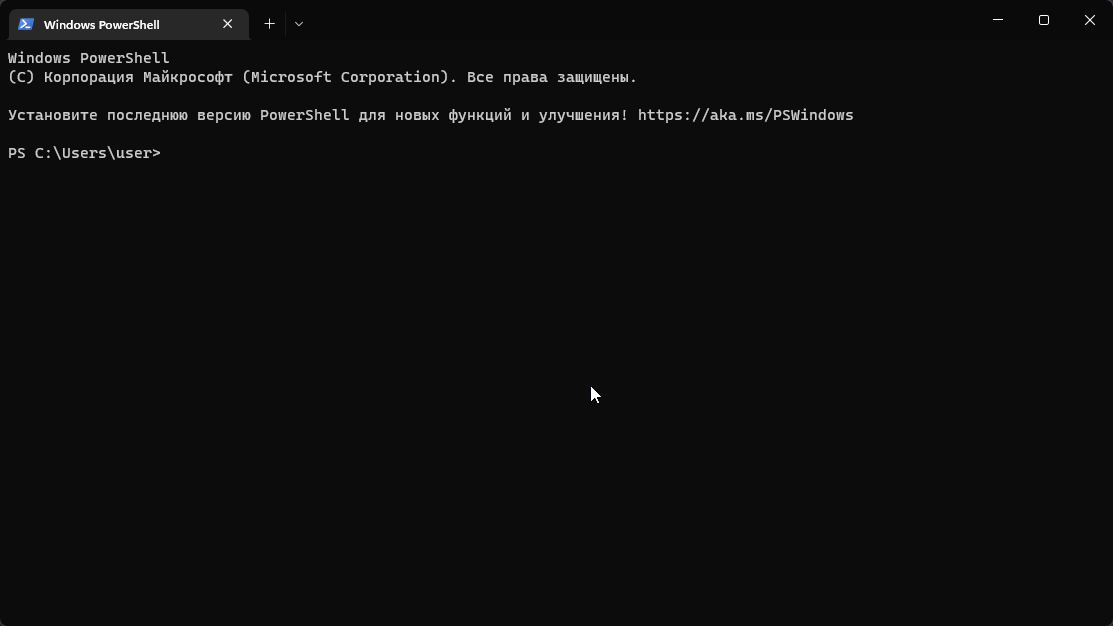 Windows PowerShell
Windows PowerShell
(C) Корпорация Майкрософт (Microsoft Corporation). Все права защищены.
Установите последнюю версию PowerShell для новых функций и улучшения! https://aka.ms/PSWindows
PS C:\Users\user>